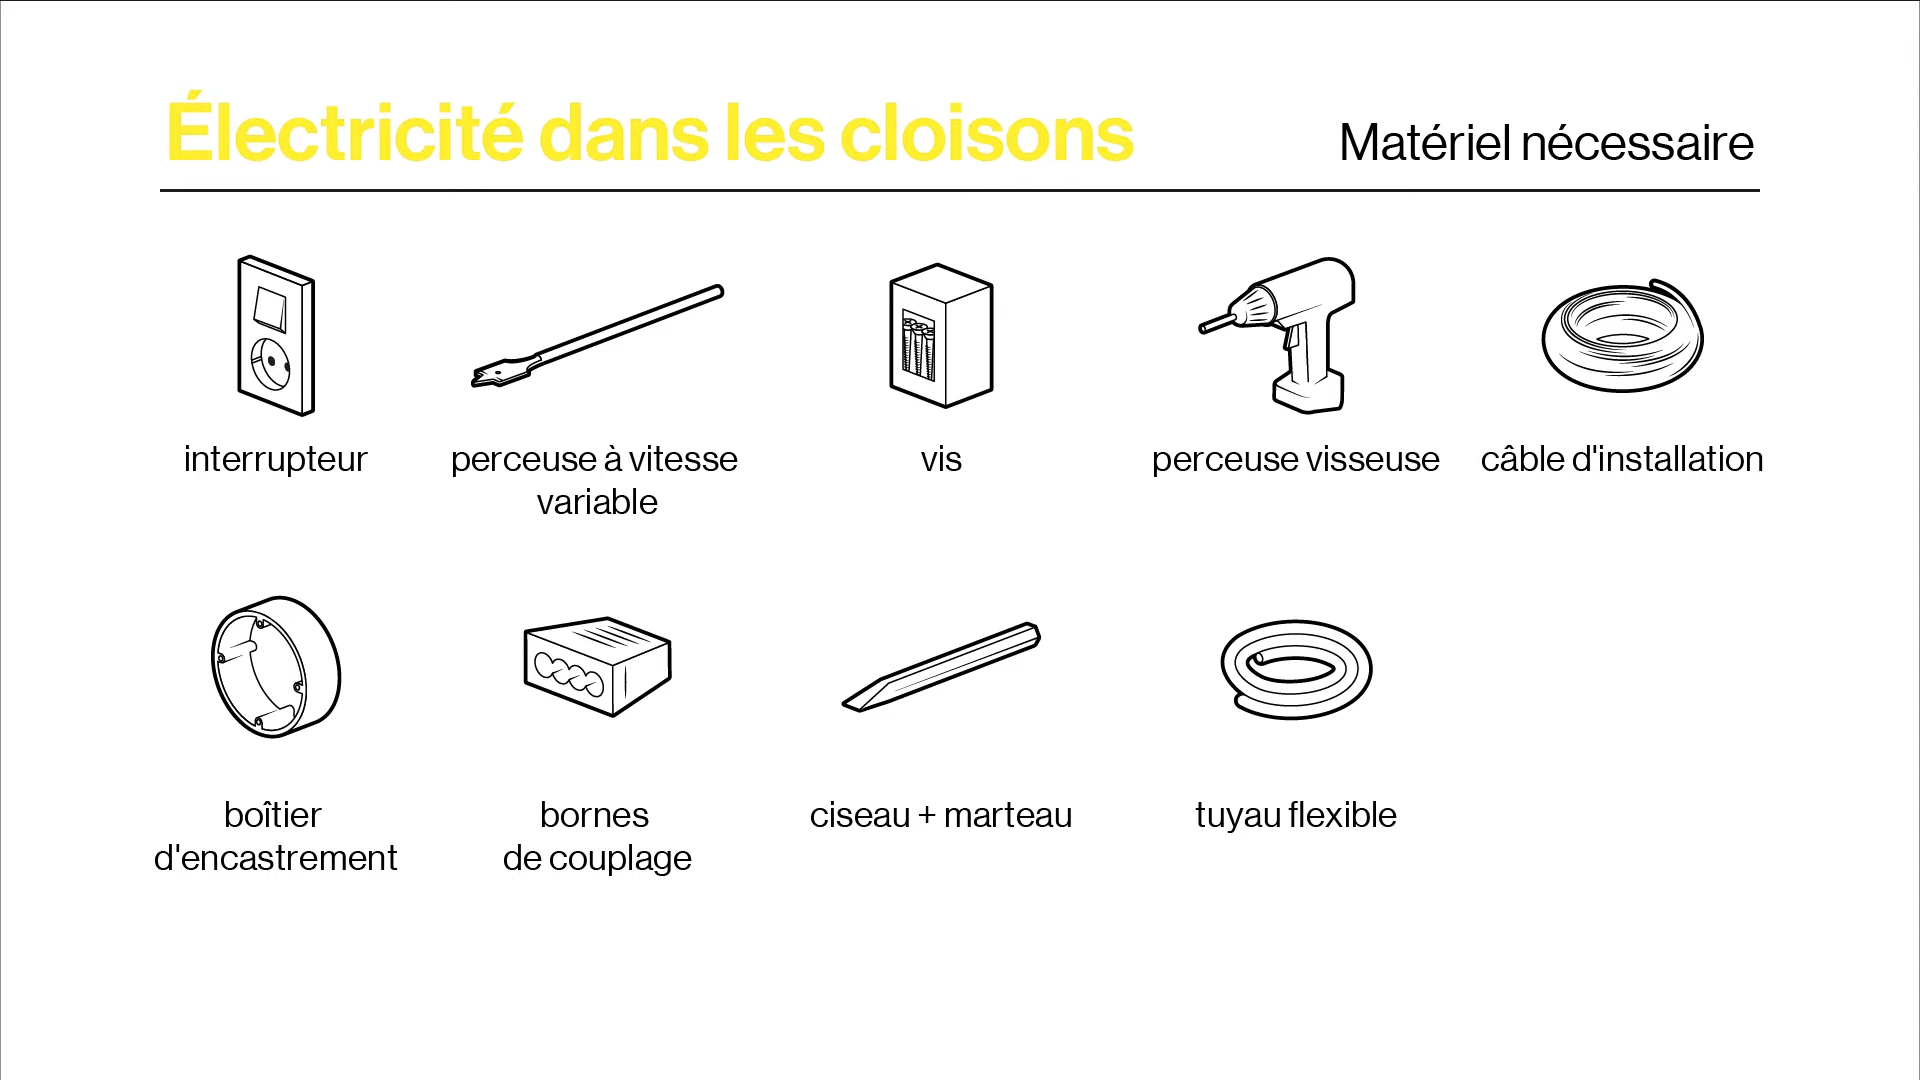 Électricité dans les cloisons
Matériel nécessaire
interrupteur
perceuse à vitesse
variable
vis
perceuse visseuse
câble d'installation
boîtier
d'encastrement
bornes
de couplage
ciseau + marteau
tuyau flexible